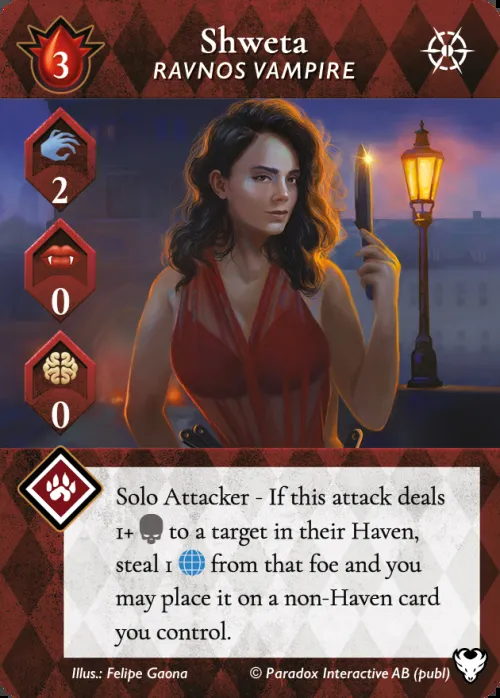 3
Shweta
RAVNOS VAMPIRE
2
0
0
Solo Attacker - If this attack deals
1+ to a target in their Haven,
steal 1 from that foe and you
may place it on a non-Haven card
you control.
Illus.: Felipe Gaona © Paradox Interactive AB (publ)